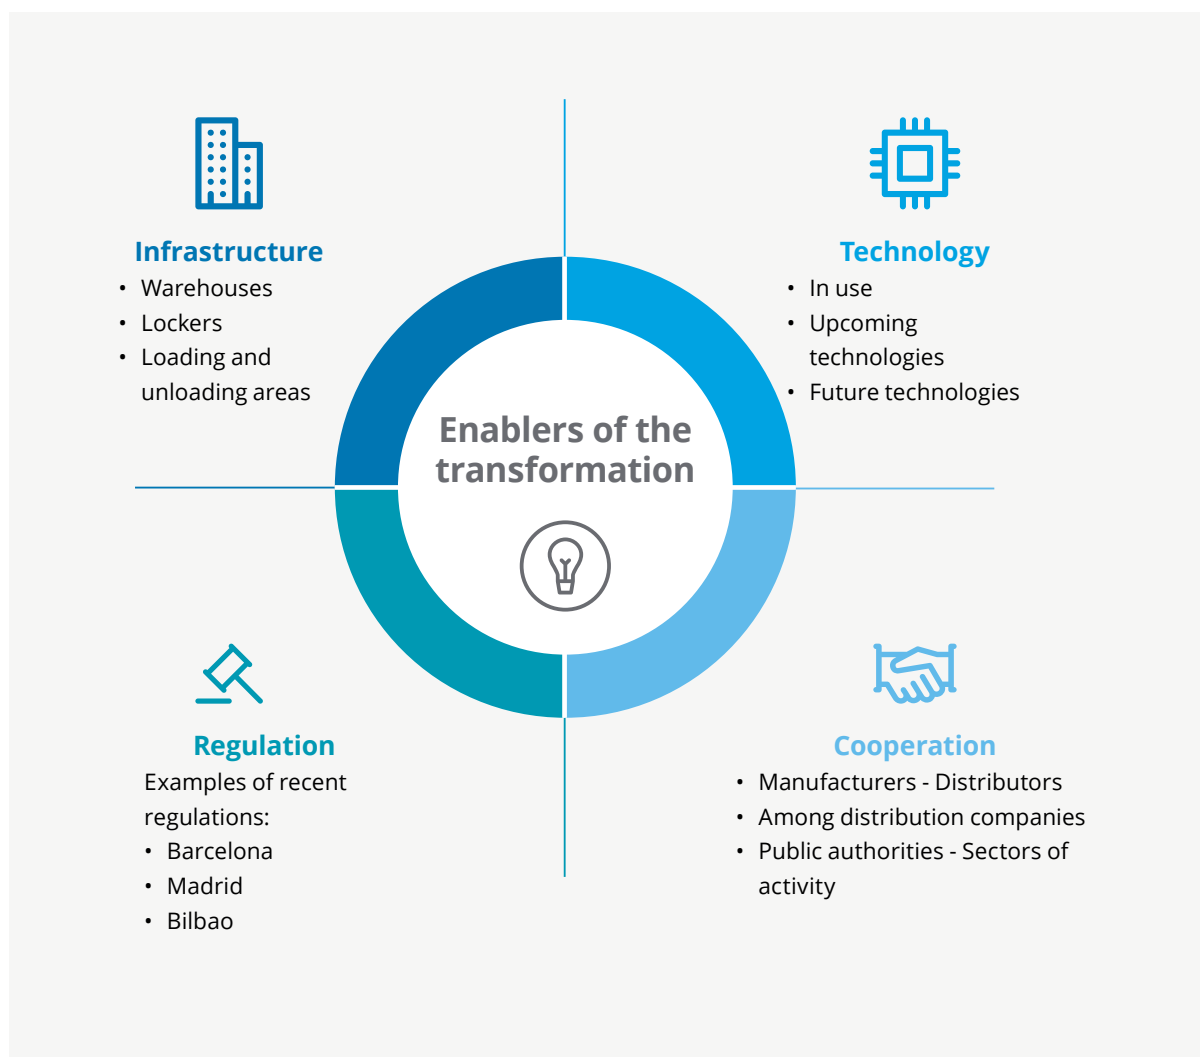 Infrastructure
• Warehouses
• Lockers
• Loading and
unloading areas
Technology
• In use
• Upcoming
technologies
• Future technologies
Enablers of the
transformation
Regulation
Examples of recent
regulations:
• Barcelona
• Madrid
• Bilbao
Cooperation
• Manufacturers - Distributors
• Among distribution companies
• Public authorities - Sectors of
activity